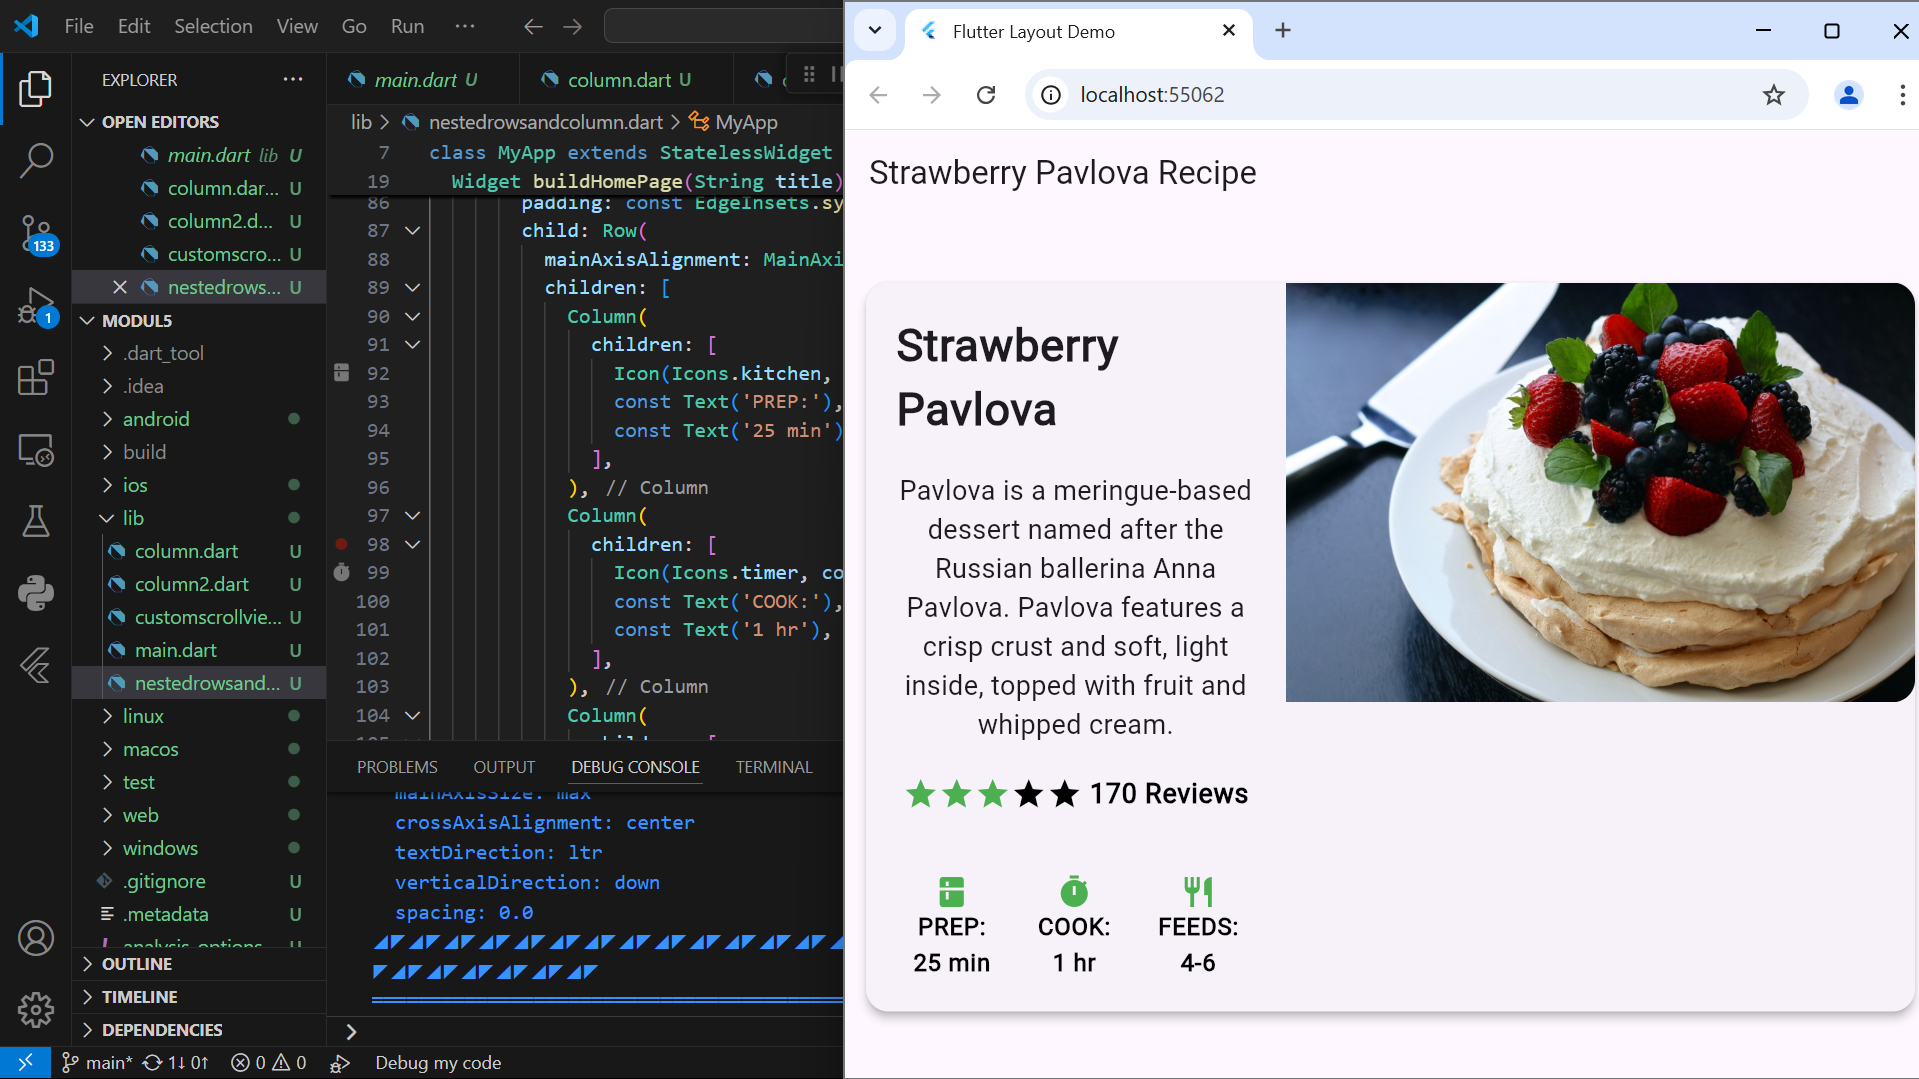 File Edit Selection View Go Run ···
EXPLORER ···
OPEN EDITORS
main.dart lib U
column.dar... U
column2.d... U
customscro... U
nestedrows... U
MODUL5
.dart_tool
.idea
android
build
ios
lib
column.dart U
column2.dart U
customscrollvie... U
main.dart U
nestedrowsand... U
linux
macos
test
web
windows
.gitignore U
.metadata U
analysis_options U
OUTLINE
TIMELINE
DEPENDENCIES
133
1
main.dart U column.dart U
lib > nestedrowsandcolumn.dart > MyApp
7 class MyApp extends StatelessWidget
19 Widget buildHomePage(String title)
86 padding: const EdgeInsets.sy
87 child: Row(
88 mainAxisAlignment: MainAxi
89 children: [
90 Column(
91 children: [
92 Icon(Icons.kitchen,
93 const Text('PREP:'),
94 const Text('25 min')
95 ],
96 ), // Column
97 Column(
98 children: [
99 Icon(Icons.timer, co
100 const Text('COOK:'),
101 const Text('1 hr'),
102 ],
103 ), // Column
104 Column(
PROBLEMS OUTPUT DEBUG CONSOLE TERMINAL
mainAxisSize: max
crossAxisAlignment: center
textDirection: ltr
verticalDirection: down
spacing: 0.0
main* 1↓ 0↑ 0 0 Debug my code
Flutter Layout Demo
localhost:55062
Strawberry Pavlova Recipe
Strawberry
Pavlova
Pavlova is a meringue-based
dessert named after the
Russian ballerina Anna
Pavlova. Pavlova features a
crisp crust and soft, light
inside, topped with fruit and
whipped cream.
170 Reviews
PREP: COOK: FEEDS:
25 min 1 hr 4-6